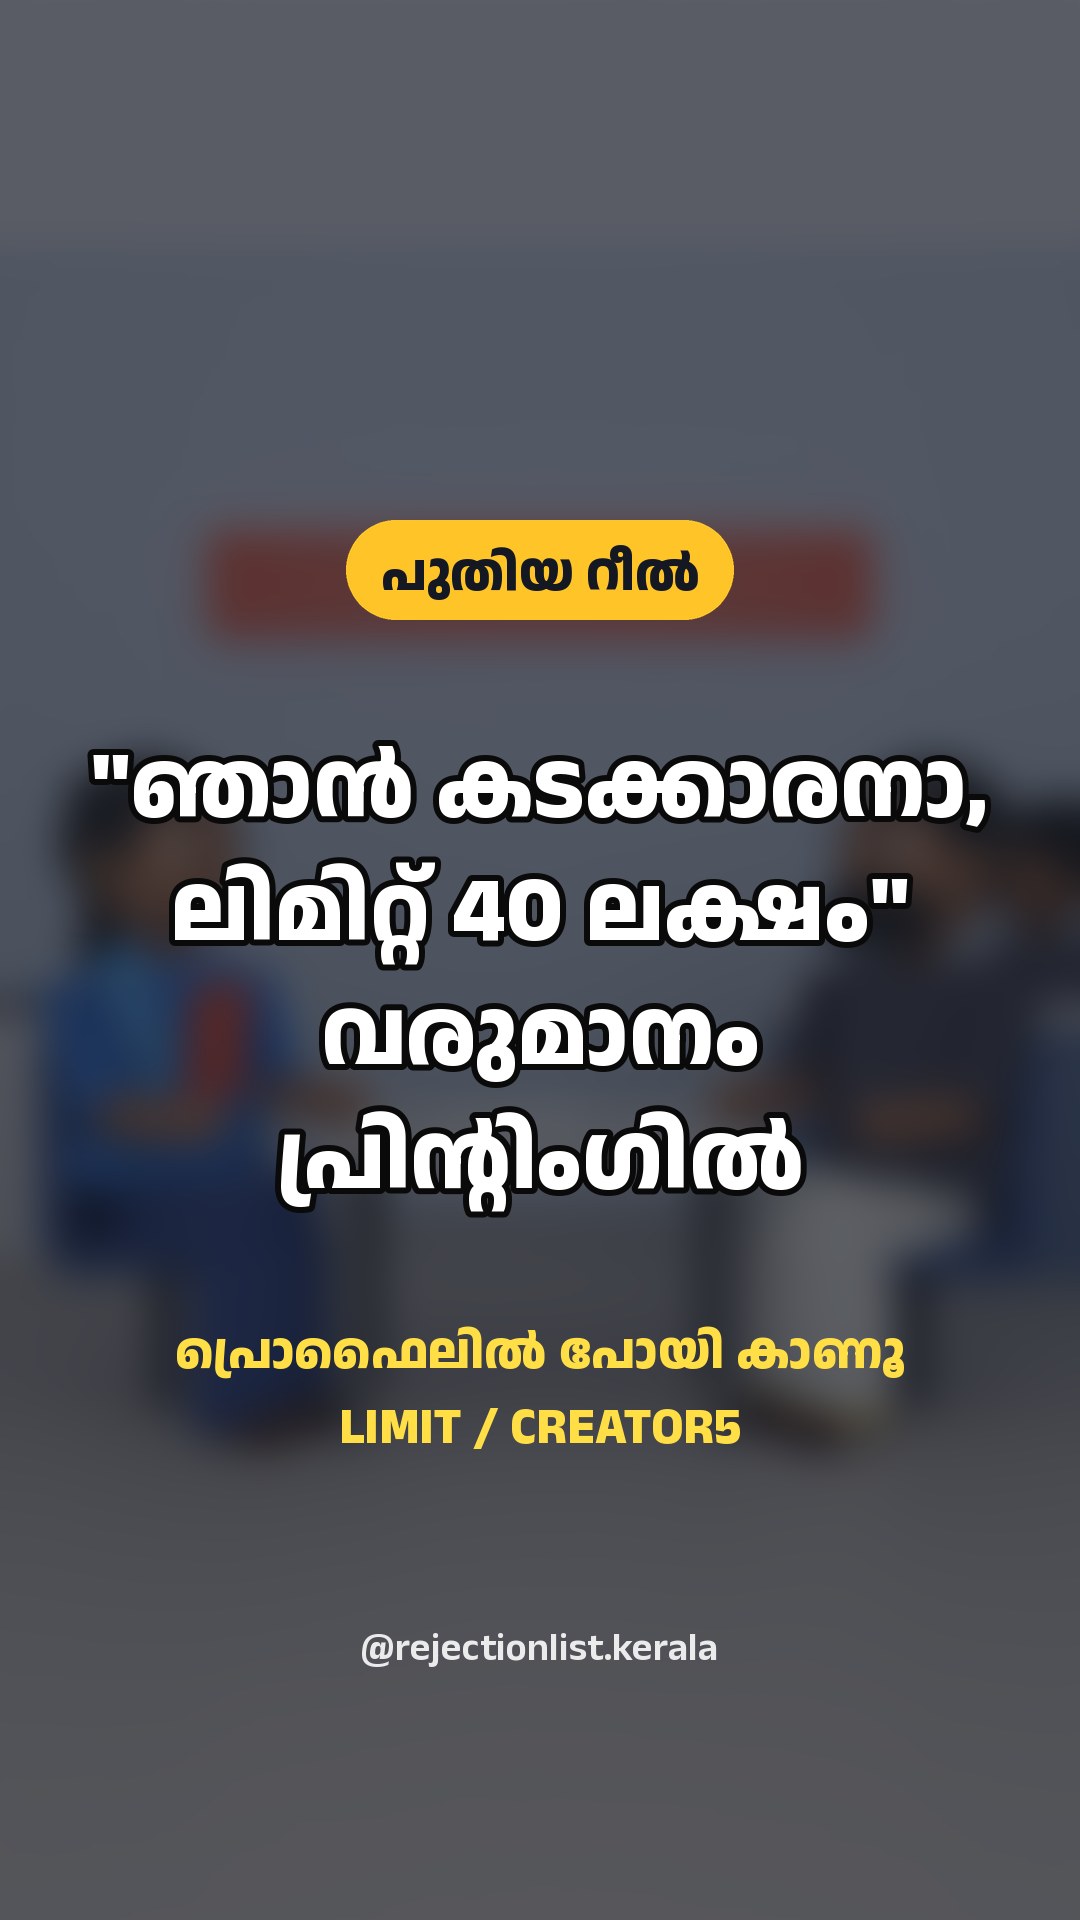 പുതിയ റീൽ
"ഞാൻ കടക്കാരനാ,
ലിമിറ്റ് 40 ലക്ഷം"
വരുമാനം
പ്രിന്റിംഗിൽ
പ്രൊഫൈലിൽ പോയി കാണൂ
LIMIT / CREATOR5
@rejectionlist.kerala